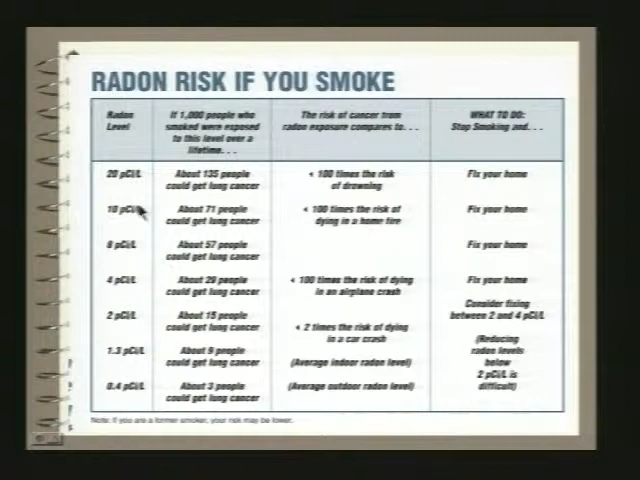 RADON RISK IF YOU SMOKE
Radon
Level
If 1,000 people who
smoked were exposed
to this level over a
lifetime. . .
The risk of cancer from
radon exposure compares to. . .
WHAT TO DO:
Stop Smoking and. . .
20 pCi/L
About 135 people
could get lung cancer
< 100 times the risk
of drowning
Fix your home
10 pCi/L
About 71 people
could get lung cancer
< 100 times the risk of
dying in a home fire
Fix your home
8 pCi/L
About 57 people
could get lung cancer
Fix your home
4 pCi/L
About 29 people
could get lung cancer
< 100 times the risk of dying
in an airplane crash
Fix your home
2 pCi/L
About 15 people
could get lung cancer
< 2 times the risk of dying
in a car crash
Consider fixing
between 2 and 4 pCi/L
1.3 pCi/L
About 9 people
could get lung cancer
(Average indoor radon level)
(Reducing
radon levels
below
2 pCi/L is
difficult)
0.4 pCi/L
About 3 people
could get lung cancer
(Average outdoor radon level)
Note: If you are a former smoker, your risk may be lower.